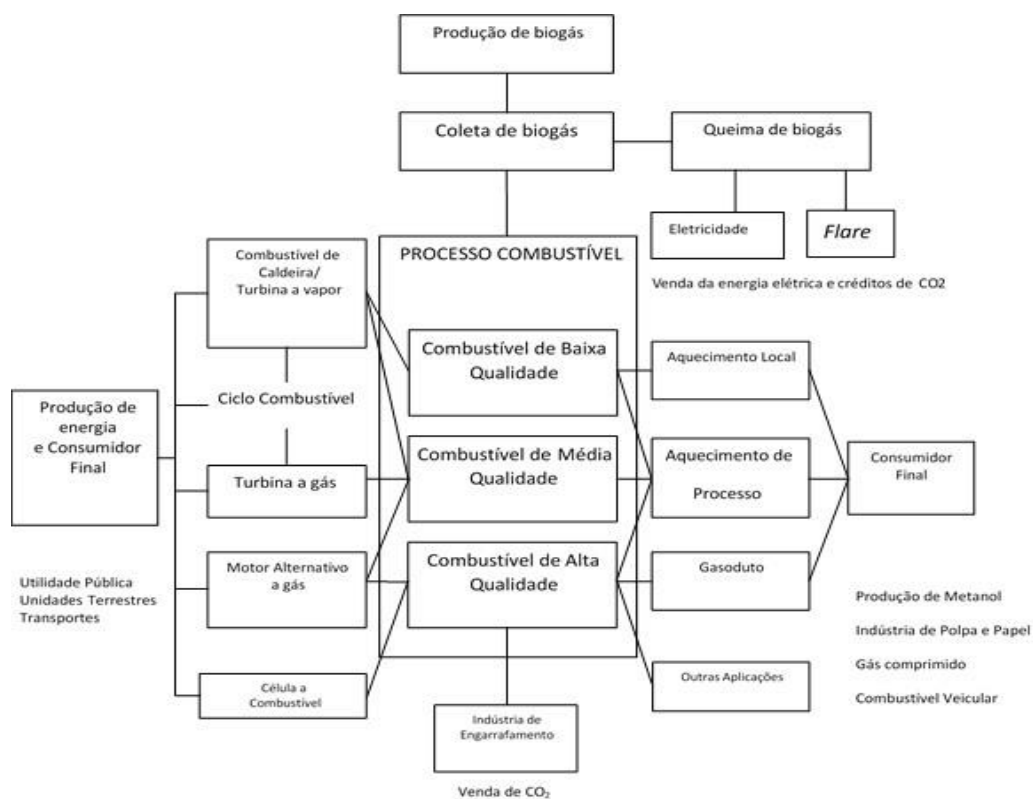 Produção de biogás
Coleta de biogás
Queima de biogás
Eletricidade
Flare
Venda da energia elétrica e créditos de CO2
PROCESSO COMBUSTÍVEL
Combustível de
Caldeira/
Turbina a vapor
Ciclo Combustível
Turbina a gás
Motor Alternativo
a gás
Célula a
Combustível
Produção de
energia
e Consumidor
Final
Utilidade Pública
Unidades Terrestres
Transportes
Combustível de Baixa
Qualidade
Combustível de Média
Qualidade
Combustível de Alta
Qualidade
Indústria de
Engarrafamento
Venda de CO₂
Aquecimento Local
Aquecimento de
Processo
Gasoduto
Outras Aplicações
Consumidor
Final
Produção de Metanol
Indústria de Polpa e Papel
Gás comprimido
Combustível Veicular